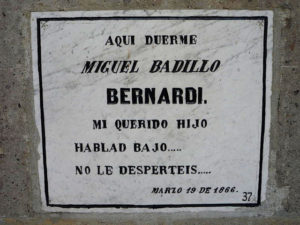 AQUI DUERME
MIGUEL BADILLO
BERNARDI.
MI QUERIDO HIJO
HABLAD BAJO.....
NO LE DESPERTEIS.....
MARZO 19 DE 1866.
37